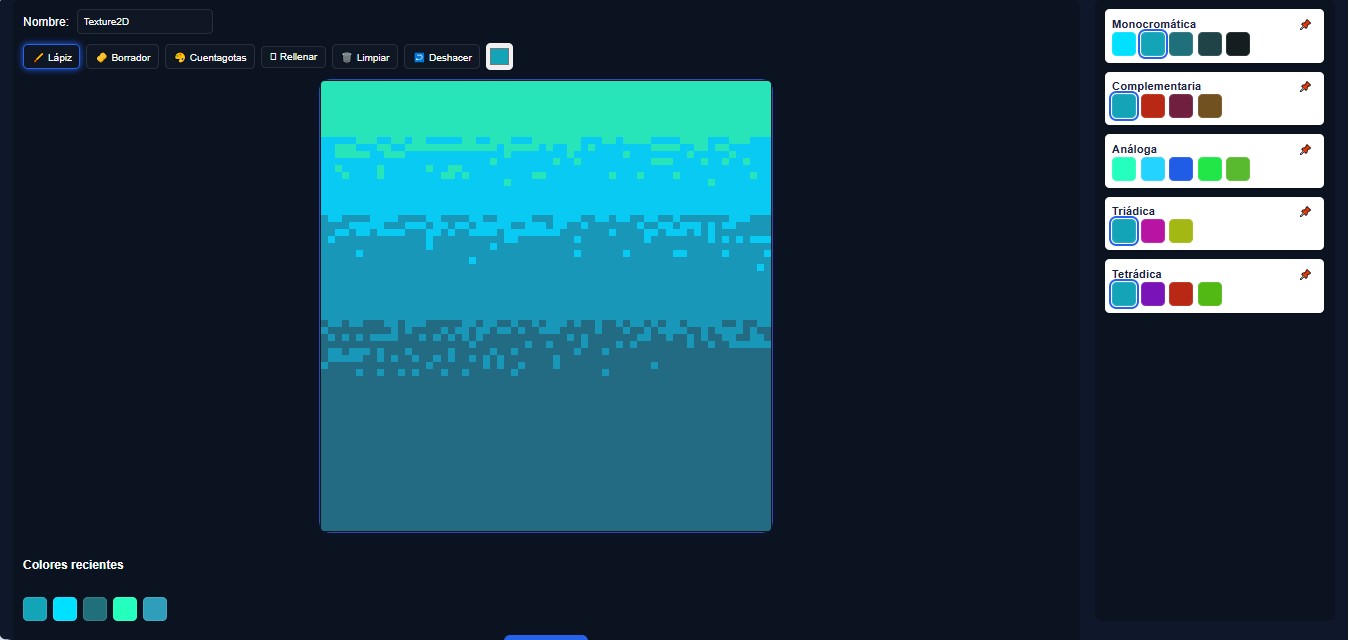 Nombre: Texture2D
Lápiz Borrador Cuentagotas Rellenar Limpiar Deshacer
Colores recientes
Monocromática
Complementaria
Análoga
Triádica
Tetrádica